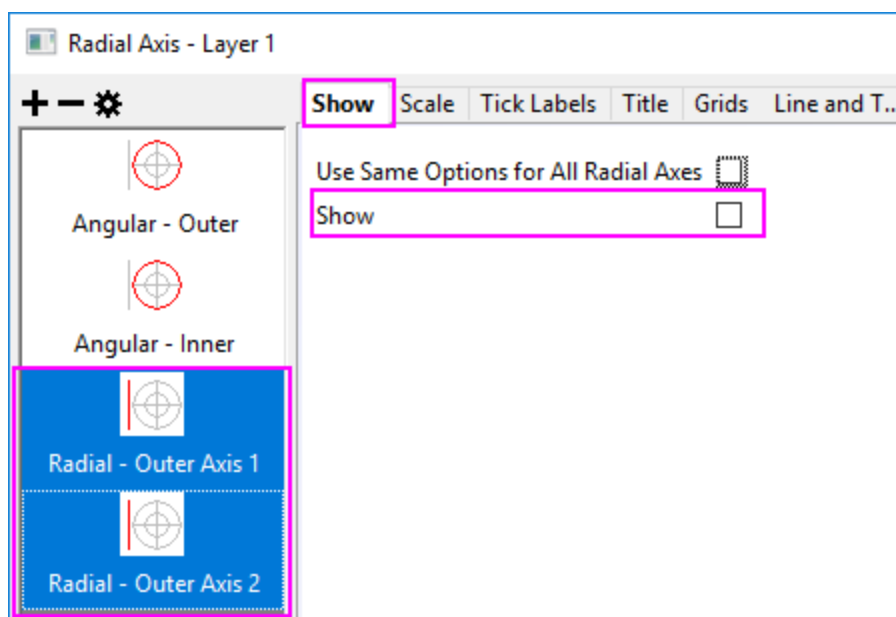 Radial Axis - Layer 1
Show Scale Tick Labels Title Grids Line and T...
Angular - Outer
Angular - Inner
Radial - Outer Axis 1
Radial - Outer Axis 2
Use Same Options for All Radial Axes
Show